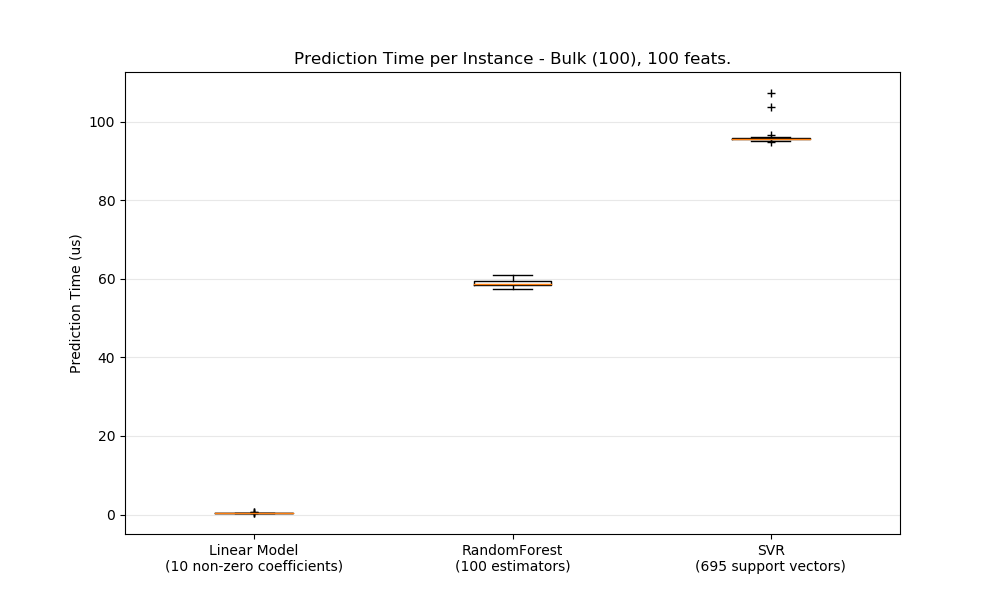 Prediction Time per Instance - Bulk (100), 100 feats.
Prediction Time (us)
100
80
60
40
20
0
Linear Model
(10 non-zero coefficients)
RandomForest
(100 estimators)
SVR
(695 support vectors)